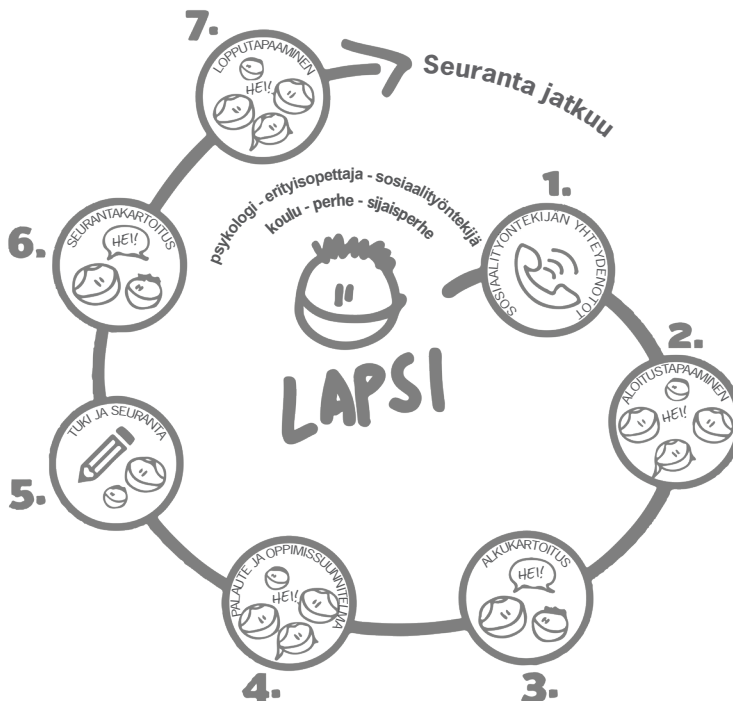 7.
LOPPUTAPAAMINEN
HEI!
Seuranta jatkuu
psykologi - erityisopettaja - sosiaalityöntekijä
koulu - perhe - sijaisperhe
LAPSI
1.
SOSIAALITYÖNTEKIJÄN YHTEYDENOTOT
2.
ALOITUSTAPAAMINEN
HEI!
3.
ALKUKARTOITUS
HEI!
4.
PALAUTE JA OPPIMISSUUNNITELMA
HEI!
5.
TUKI JA SEURANTA
6.
SEURANTAKARTOITUS
HEI!